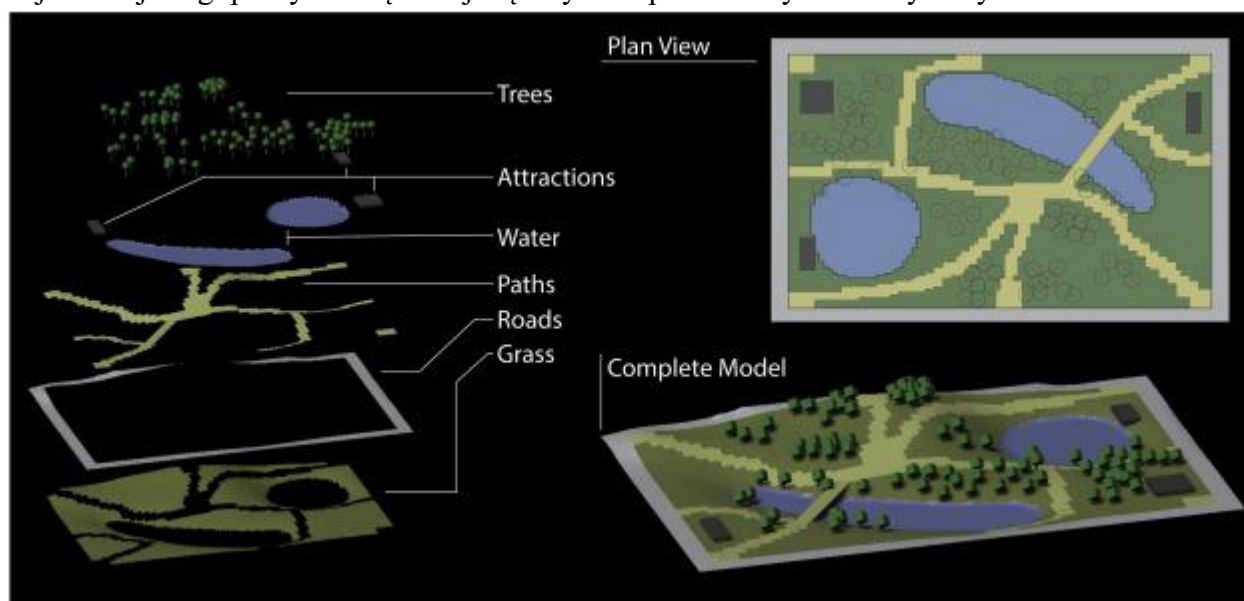 Plan View
Trees
Attractions
Water
Paths
Roads
Grass
Complete Model